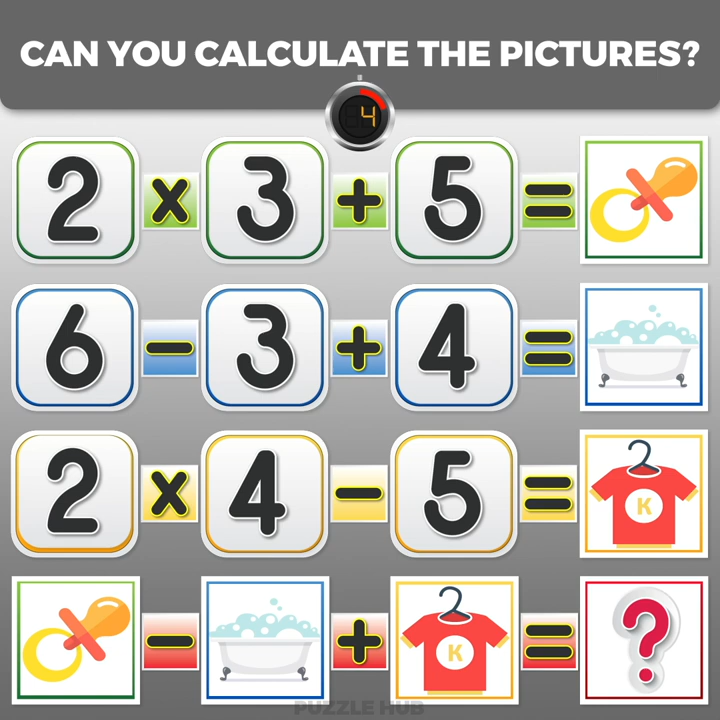 CAN YOU CALCULATE THE PICTURES?
4
2 x 3 + 5 =
6 - 3 + 4 =
2 x 4 - 5 = K
- + K = ?
PUZZLE HUB